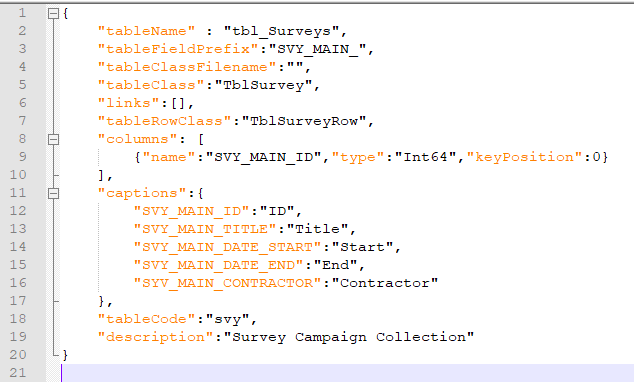 1 {
2 "tableName" : "tbl_Surveys",
3 "tableFieldPrefix":"SVY_MAIN_",
4 "tableClassFilename":"",
5 "tableClass":"TblSurvey",
6 "links":[],
7 "tableRowClass":"TblSurveyRow",
8 "columns": [
9 {"name":"SVY_MAIN_ID","type":"Int64","keyPosition":0}
10 ],
11 "captions":{
12 "SVY_MAIN_ID":"ID",
13 "SVY_MAIN_TITLE":"Title",
14 "SVY_MAIN_DATE_START":"Start",
15 "SVY_MAIN_DATE_END":"End",
16 "SYV_MAIN_CONTRACTOR":"Contractor"
17 },
18 "tableCode":"svy",
19 "description":"Survey Campaign Collection"
20 }
21